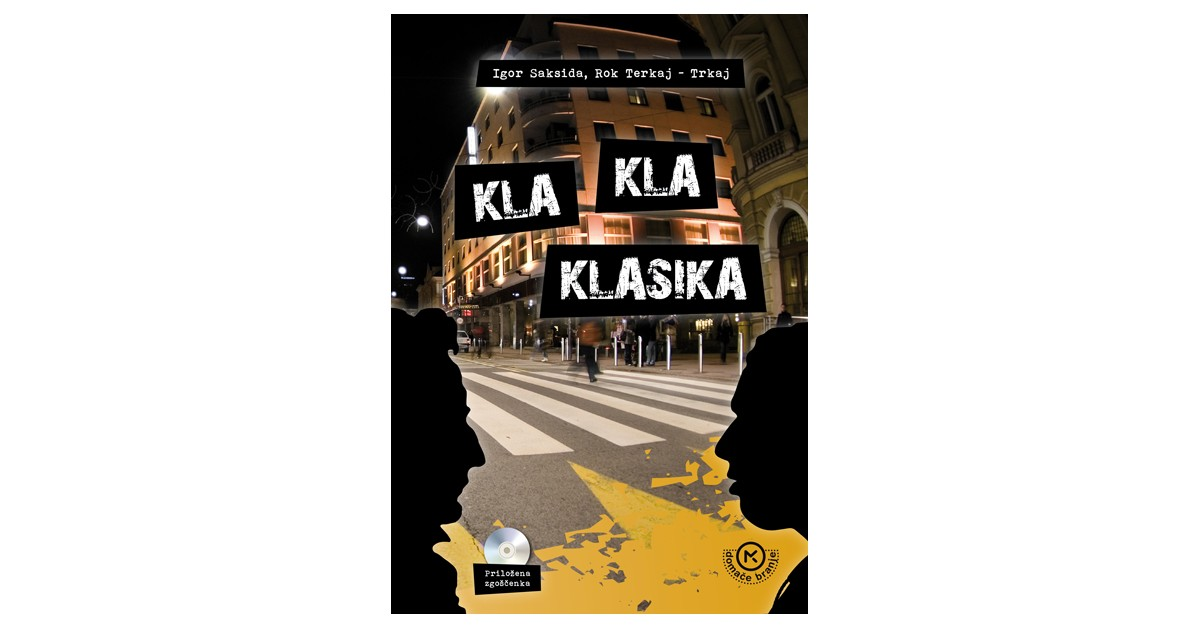 Igor Saksida, Rok Terkaj - Trkaj
KLA
KLA
KLASIKA
Priložena
zgoščenka
domače branje